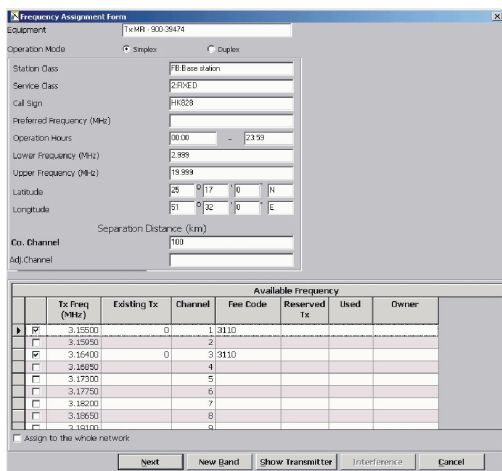 Frequency Assignment Form
Equipment TxMR - 900-39474
Operation Mode Simplex Duplex
Station Class FB:Base station
Service Class 2:FIXED
Call Sign HK828
Preferred Frequency (MHz)
Operation Hours 00:00 - 23:59
Lower Frequency (MHz) 2.999
Upper Frequency (MHz) 19.999
Latitude 25 0 17 ' 0 " N
Longitude 51 0 32 ' 0 " E
Separation Distance (km)
Co. Channel 100
Adj.Channel
Available Frequency
Tx Freq (MHz) Existing Tx Channel Fee Code Reserved Tx Used Owner
3.15500 0 1 3110
3.15950 2
3.16400 0 3 3110
3.16850 4
3.17300 5
3.17750 6
3.18200 7
3.18650 8
3.19100 9
Assign to the whole network
Next New Band Show Transmitter Interference Cancel